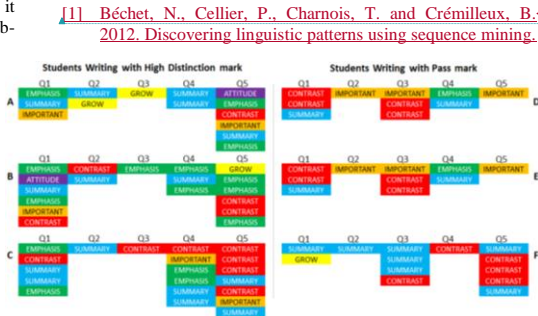 it
b-
[1] Béchet, N., Cellier, P., Charnois, T. and Crémilleux, B.
2012. Discovering linguistic patterns using sequence mining.
Students Writing with High Distinction mark
Q1 Q2 Q3 Q4 Q5
A
EMPHASIS SUMMARY GROW SUMMARY ATTITUDE
SUMMARY GROW SUMMARY EMPHASIS
IMPORTANT CONTRAST
IMPORTANT
SUMMARY
EMPHASIS
Q1 Q2 Q3 Q4 Q5
B
EMPHASIS CONTRAST EMPHASIS EMPHASIS GROW
ATTITUDE SUMMARY SUMMARY EMPHASIS
SUMMARY EMPHASIS EMPHASIS
EMPHASIS CONTRAST
IMPORTANT CONTRAST
CONTRAST EMPHASIS
Q1 Q2 Q3 Q4 Q5
C
EMPHASIS SUMMARY CONTRAST CONTRAST CONTRAST
IMPORTANT CONTRAST
SUMMARY EMPHASIS CONTRAST
SUMMARY SUMMARY CONTRAST
EMPHASIS EMPHASIS CONTRAST
SUMMARY IMPORTANT
SUMMARY
Students Writing with Pass mark
Q1 Q2 Q3 Q4 Q5
D
CONTRAST IMPORTANT IMPORTANT EMPHASIS IMPORTANT
CONTRAST CONTRAST SUMMARY
SUMMARY CONTRAST
Q1 Q2 Q3 Q4 Q5
E
CONTRAST IMPORTANT IMPORTANT EMPHASIS IMPORTANT
CONTRAST CONTRAST SUMMARY
SUMMARY CONTRAST
Q1 Q2 Q3 Q4 Q5
F
SUMMARY SUMMARY SUMMARY CONTRAST SUMMARY
GROW SUMMARY CONTRAST
SUMMARY CONTRAST
CONTRAST CONTRAST
SUMMARY